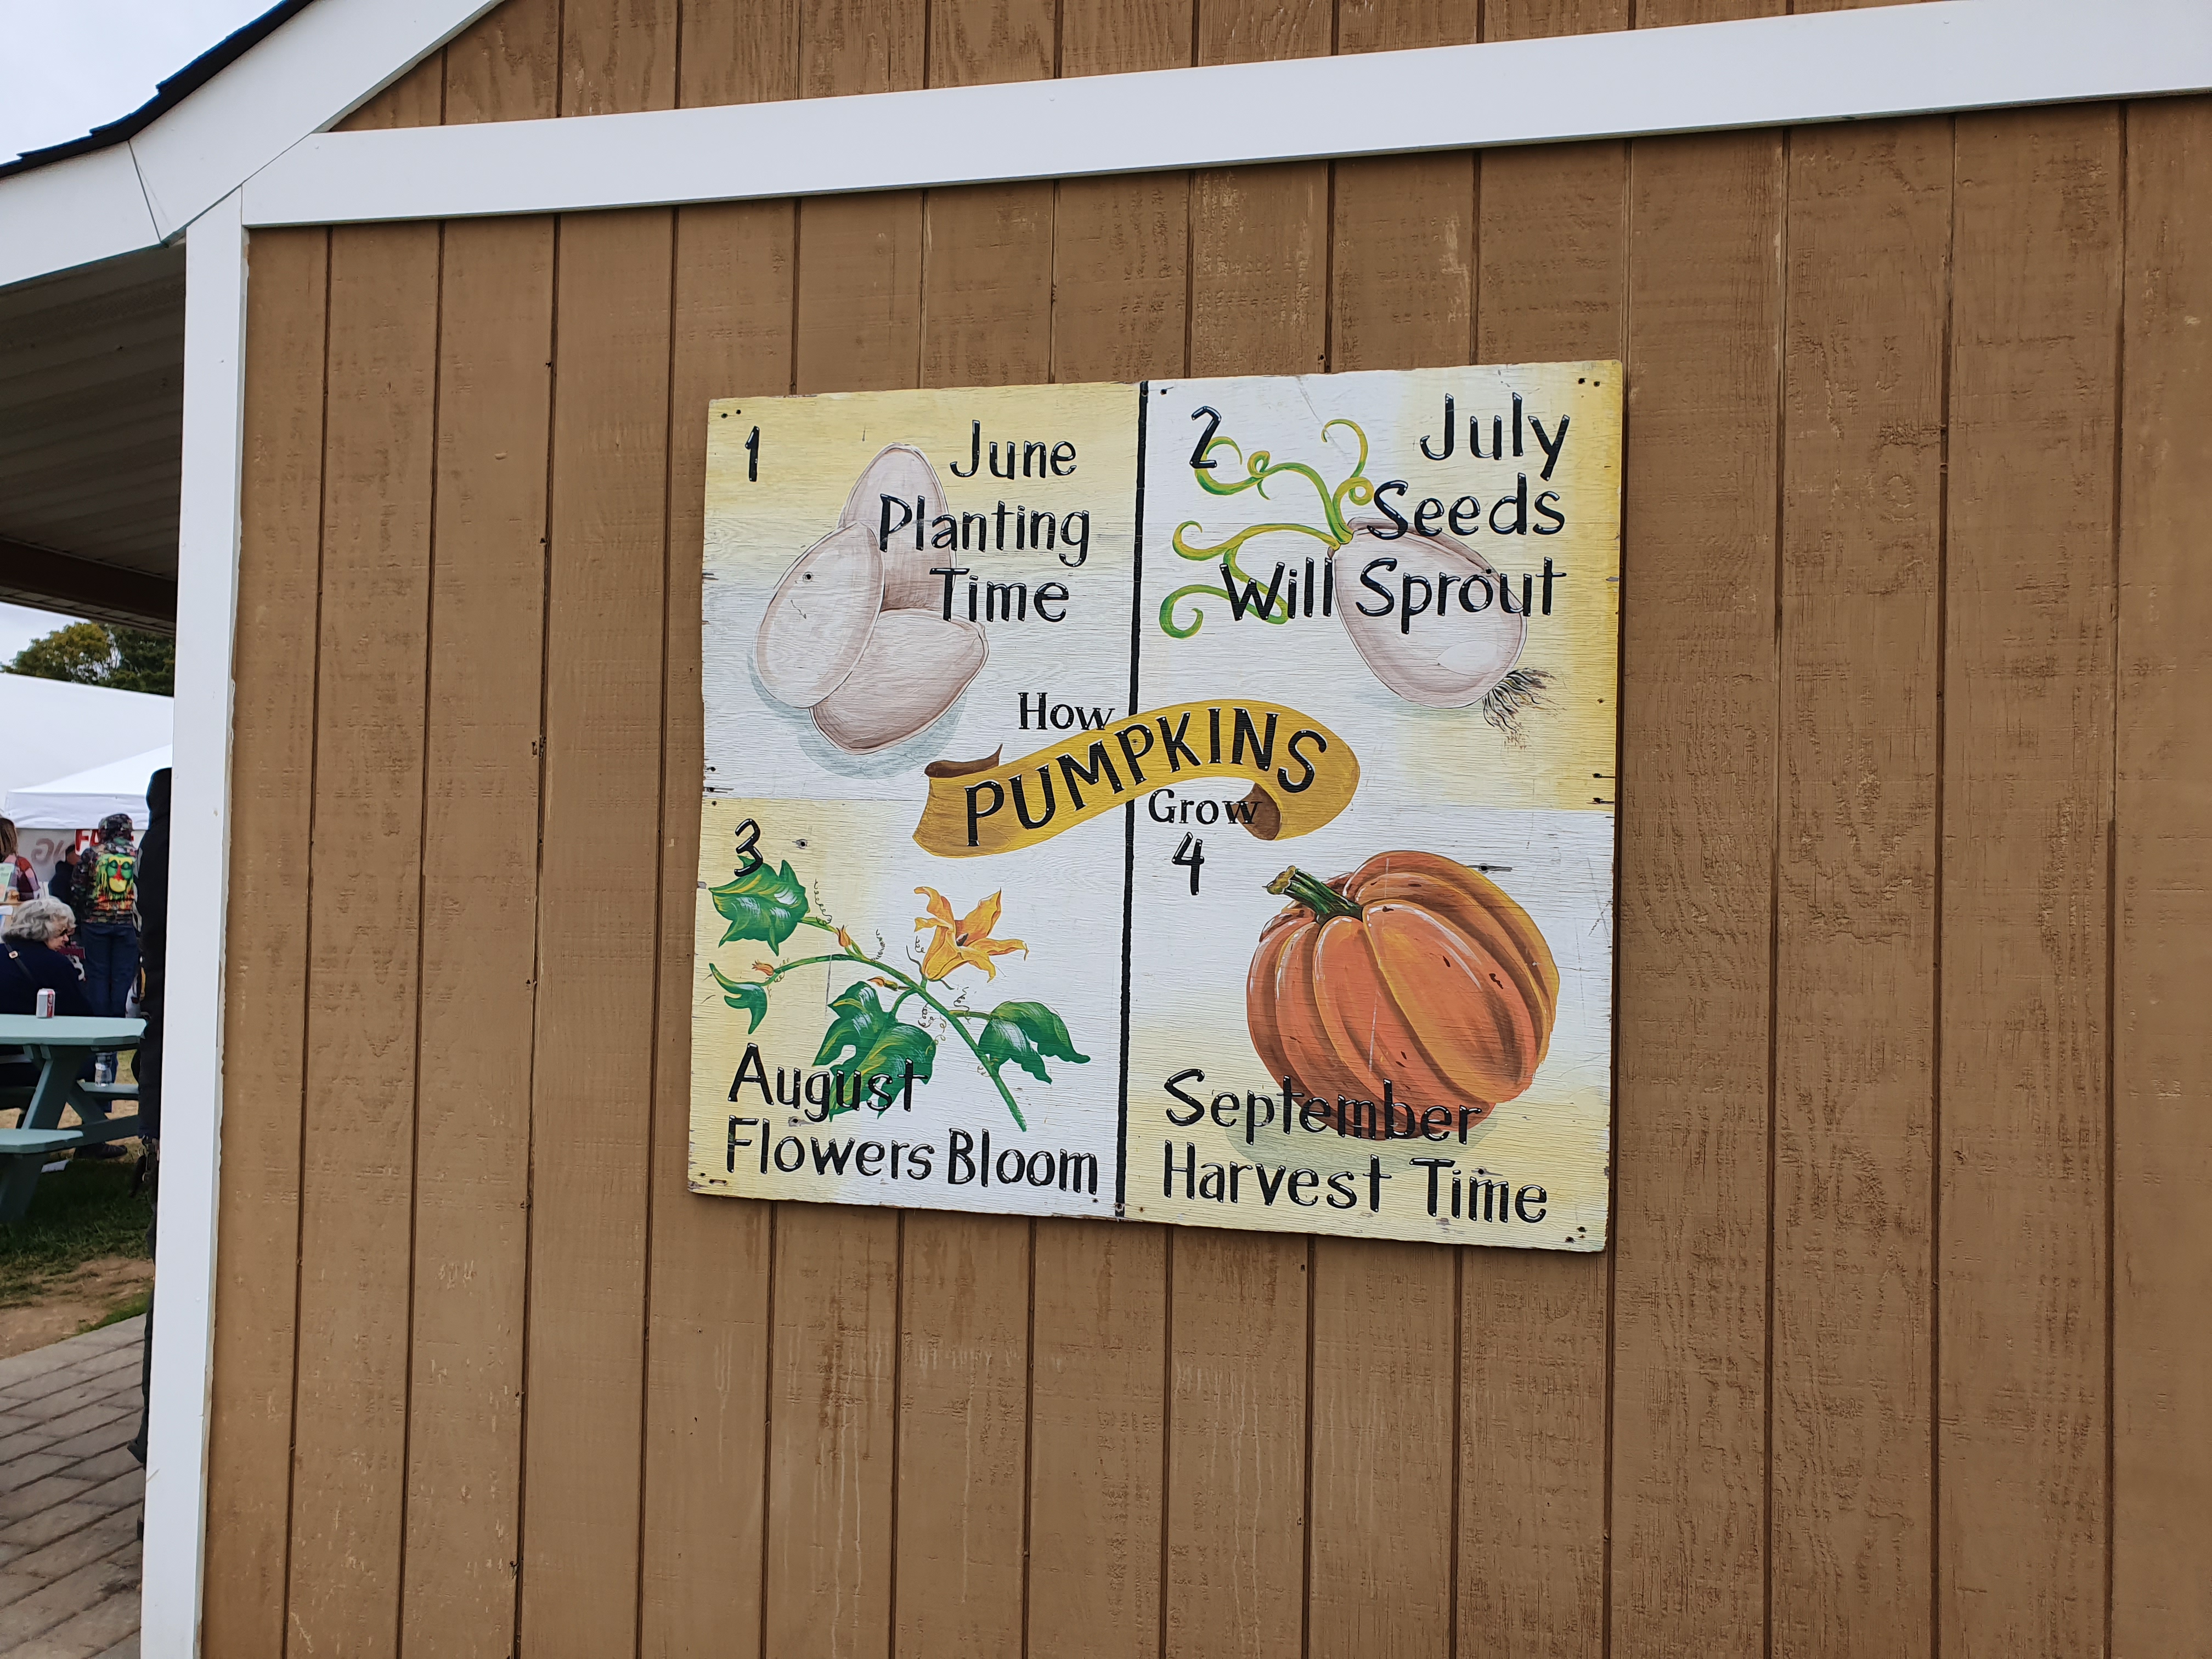 1
June
Planting
Time
2
July
Seeds
Will Sprout
How
PUMPKINS
Grow
3
August
Flowers Bloom
4
September
Harvest Time